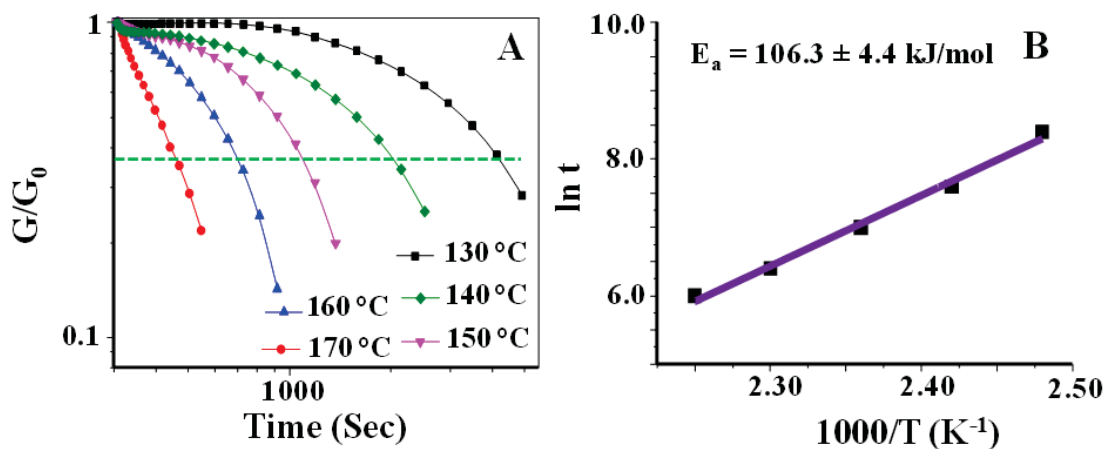 A
1
0.1
G/G0
1000
Time (Sec)
130 °C
140 °C
150 °C
160 °C
170 °C
B
Ea = 106.3 ± 4.4 kJ/mol
10.0
8.0
6.0
ln t
2.30 2.40 2.50
1000/T (K-1)